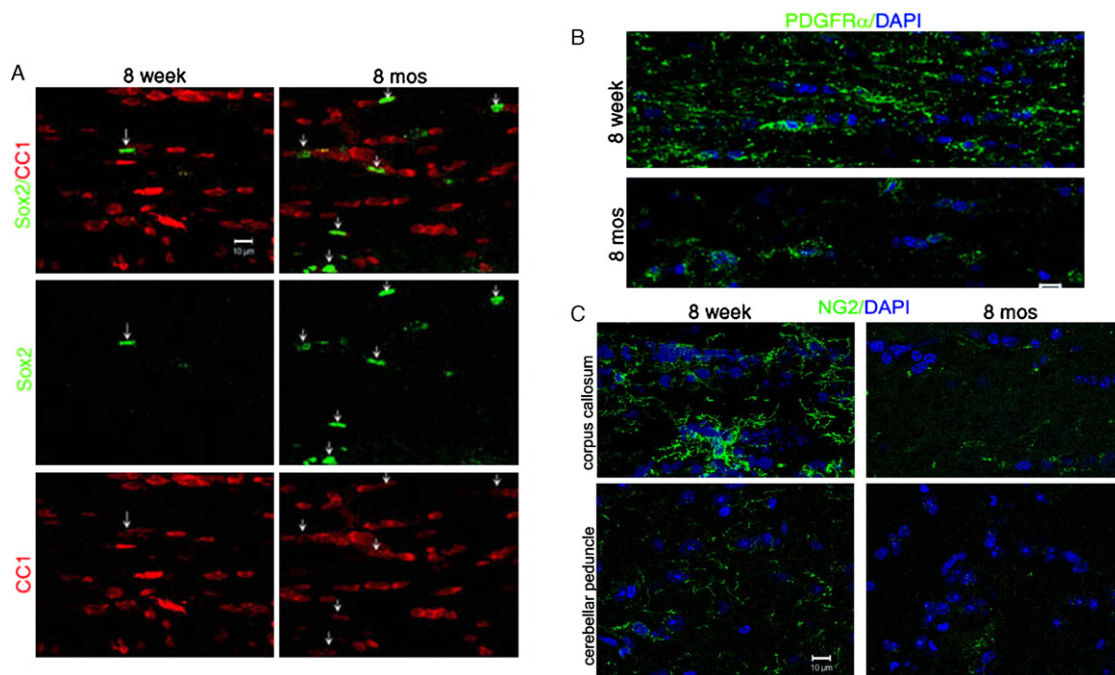 A
8 week
8 mos
Sox2/CC1
10 µm
Sox2
CC1
B
PDGFRα/DAPI
8 week
8 mos
C
NG2/DAPI
8 week
8 mos
corpus callosum
cerebellar peduncle
10 µm